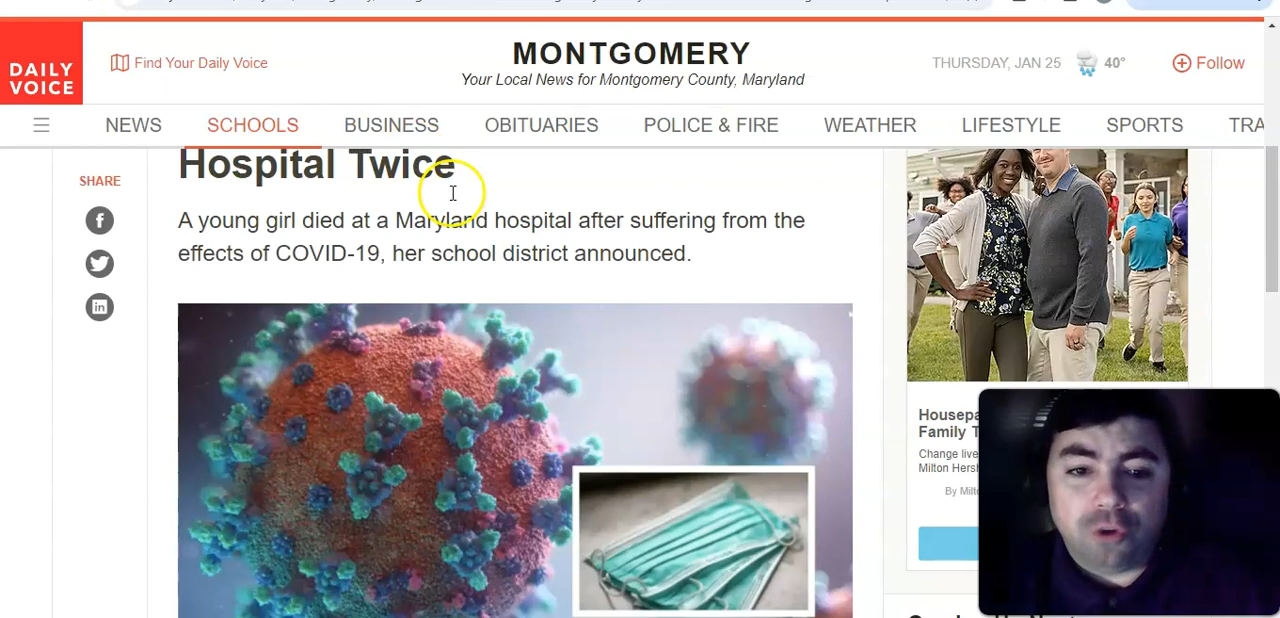 DAILY
VOICE
Find Your Daily Voice
MONTGOMERY
Your Local News for Montgomery County, Maryland
THURSDAY, JAN 25
40°
Follow
NEWS
SCHOOLS
BUSINESS
OBITUARIES
POLICE & FIRE
WEATHER
LIFESTYLE
SPORTS
TRA
SHARE
Hospital Twice
A young girl died at a Maryland hospital after suffering from the
effects of COVID-19, her school district announced.
Housepa
Family T
Change live
Milton Hersh
By Milto